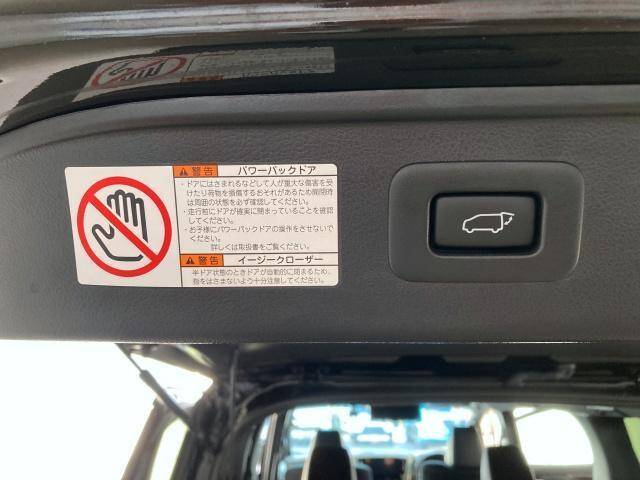 警告 パワーバックドア
・ドアにはさまれるなどして人が重大な傷害を受
けたり荷物を損傷するおそれがあるため開閉時
は周囲の状態を必ず確認してください。
・走行前にドアが確実に閉まっていることを確認
してください。
・お子様にパワーバックドアの操作をさせないで
ください。
詳しくは取扱書をご覧ください。
警告 イージークローザー
半ドア状態のときドアが自動的に閉まるため、
指をはさまないよう十分注意してください。